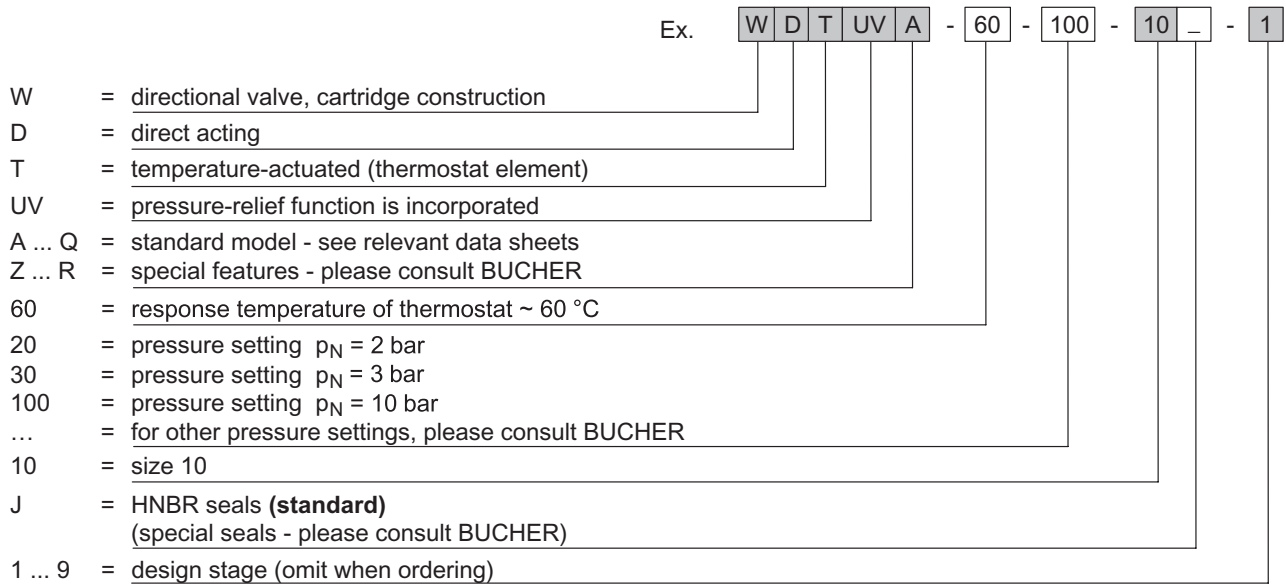 Ex. W D T UV A - 60 - 100 - 10 _ - 1
W = directional valve, cartridge construction
D = direct acting
T = temperature-actuated (thermostat element)
UV = pressure-relief function is incorporated
A ... Q = standard model - see relevant data sheets
Z ... R = special features - please consult BUCHER
60 = response temperature of thermostat ~ 60 °C
20 = pressure setting pN = 2 bar
30 = pressure setting pN = 3 bar
100 = pressure setting pN = 10 bar
… = for other pressure settings, please consult BUCHER
10 = size 10
J = HNBR seals (standard)
(special seals - please consult BUCHER)
1 ... 9 = design stage (omit when ordering)